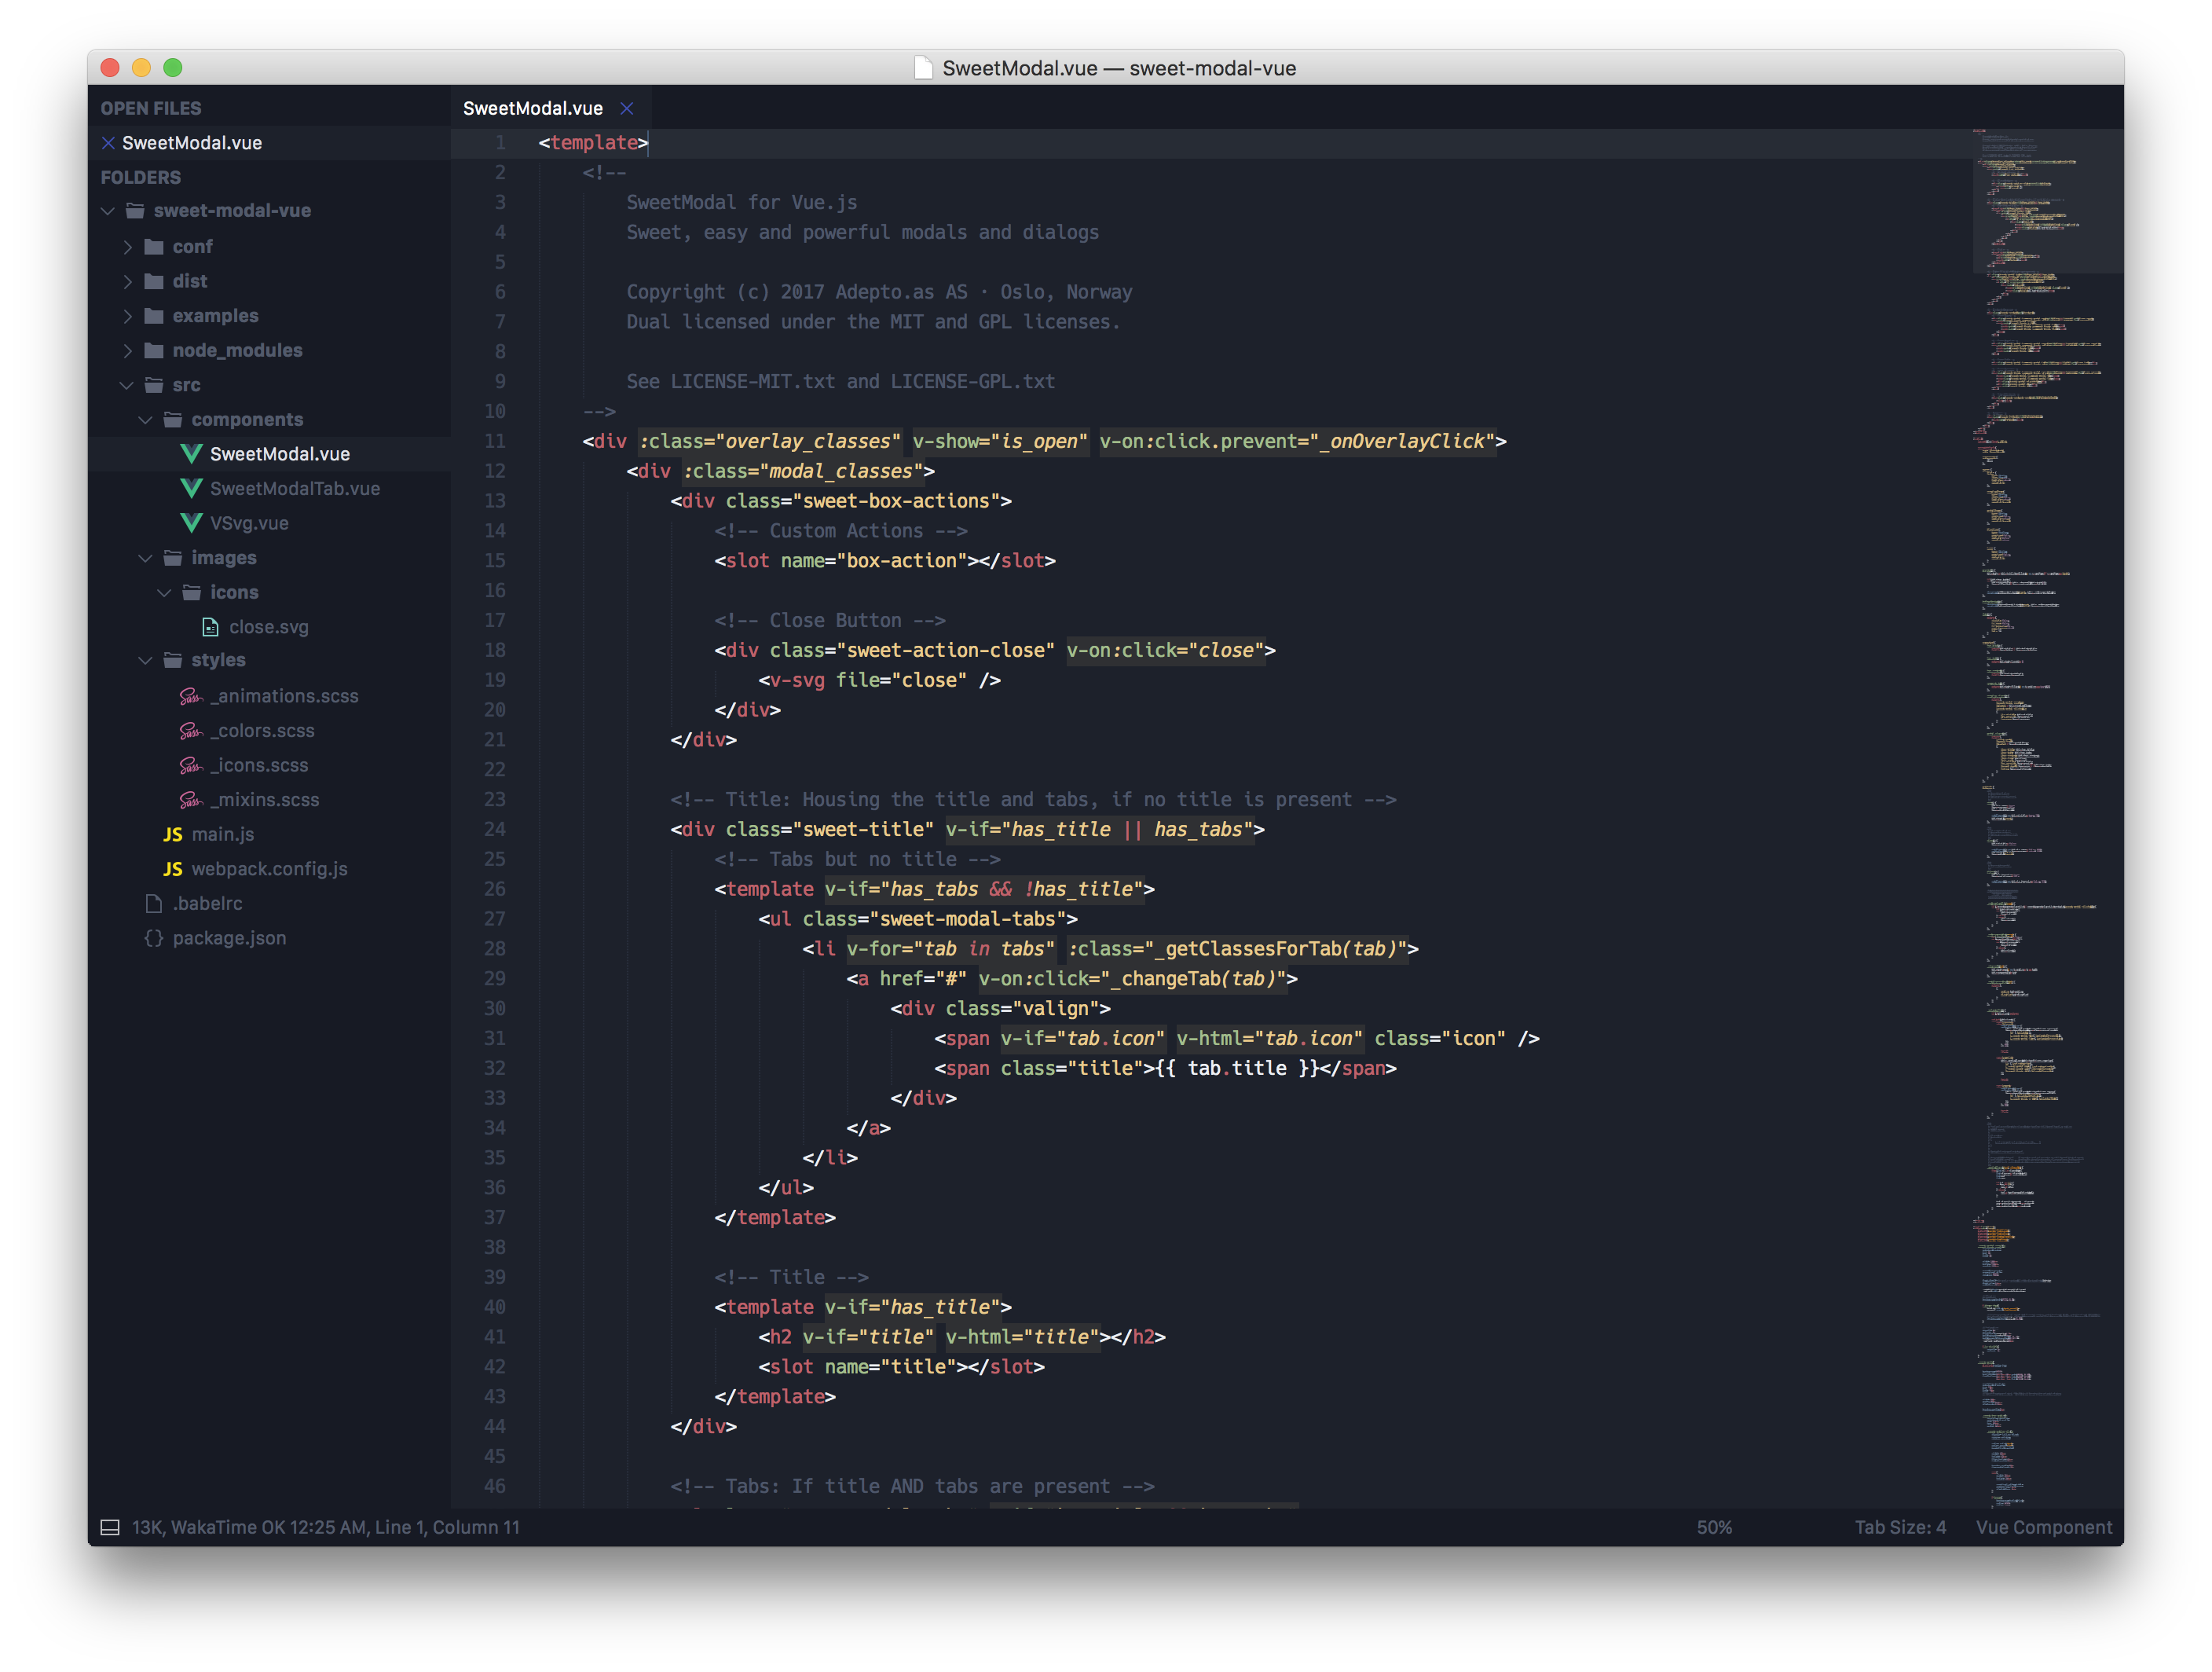 SweetModal.vue — sweet-modal-vue
OPEN FILES
SweetModal.vue
FOLDERS
sweet-modal-vue
conf
dist
examples
node_modules
src
components
SweetModal.vue
SweetModalTab.vue
VSvg.vue
images
icons
close.svg
styles
Sass _animations.scss
Sass _colors.scss
Sass _icons.scss
Sass _mixins.scss
JS main.js
JS webpack.config.js
.babelrc
{} package.json
SweetModal.vue
1 <template>
2 <!--
3 SweetModal for Vue.js
4 Sweet, easy and powerful modals and dialogs
5
6 Copyright (c) 2017 Adepto.as AS · Oslo, Norway
7 Dual licensed under the MIT and GPL licenses.
8
9 See LICENSE-MIT.txt and LICENSE-GPL.txt
10 -->
11 <div :class="overlay_classes" v-show="is_open" v-on:click.prevent="_onOverlayClick">
12 <div :class="modal_classes">
13 <div class="sweet-box-actions">
14 <!-- Custom Actions -->
15 <slot name="box-action"></slot>
16
17 <!-- Close Button -->
18 <div class="sweet-action-close" v-on:click="close">
19 <v-svg file="close" />
20 </div>
21 </div>
22
23 <!-- Title: Housing the title and tabs, if no title is present -->
24 <div class="sweet-title" v-if="has_title || has_tabs">
25 <!-- Tabs but no title -->
26 <template v-if="has_tabs && !has_title">
27 <ul class="sweet-modal-tabs">
28 <li v-for="tab in tabs" :class="_getClassesForTab(tab)">
29 <a href="#" v-on:click="_changeTab(tab)">
30 <div class="valign">
31 <span v-if="tab.icon" v-html="tab.icon" class="icon" />
32 <span class="title">{{ tab.title }}</span>
33 </div>
34 </a>
35 </li>
36 </ul>
37 </template>
38
39 <!-- Title -->
40 <template v-if="has_title">
41 <h2 v-if="title" v-html="title"></h2>
42 <slot name="title"></slot>
43 </template>
44 </div>
45
46 <!-- Tabs: If title AND tabs are present -->
13K, WakaTime OK 12:25 AM, Line 1, Column 11
50%
Tab Size: 4
Vue Component